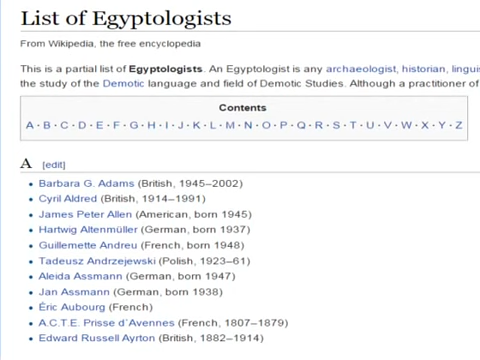 List of Egyptologists
From Wikipedia, the free encyclopedia
This is a partial list of Egyptologists. An Egyptologist is any archaeologist, historian,
the study of the Demotic language and field of Demotic Studies. Although a practitioner of
Contents
A · B · C · D · E · F · G · H · I · J · K · L · M · N · O · P · Q · R · S · T · U · V · W · X · Y · Z
A [edit]
• Barbara G. Adams (British, 1945–2002)
• Cyril Aldred (British, 1914–1991)
• James Peter Allen (American, born 1945)
• Hartwig Altenmüller (German, born 1937)
• Guillemette Andreu (French, born 1948)
• Tadeusz Andrzejewski (Polish, 1923–61)
• Aleida Assmann (German, born 1947)
• Jan Assmann (German, born 1938)
• Éric Aubourg (French)
• A.C.T.E. Prisse d'Avennes (French, 1807–1879)
• Edward Russell Ayrton (British, 1882–1914)